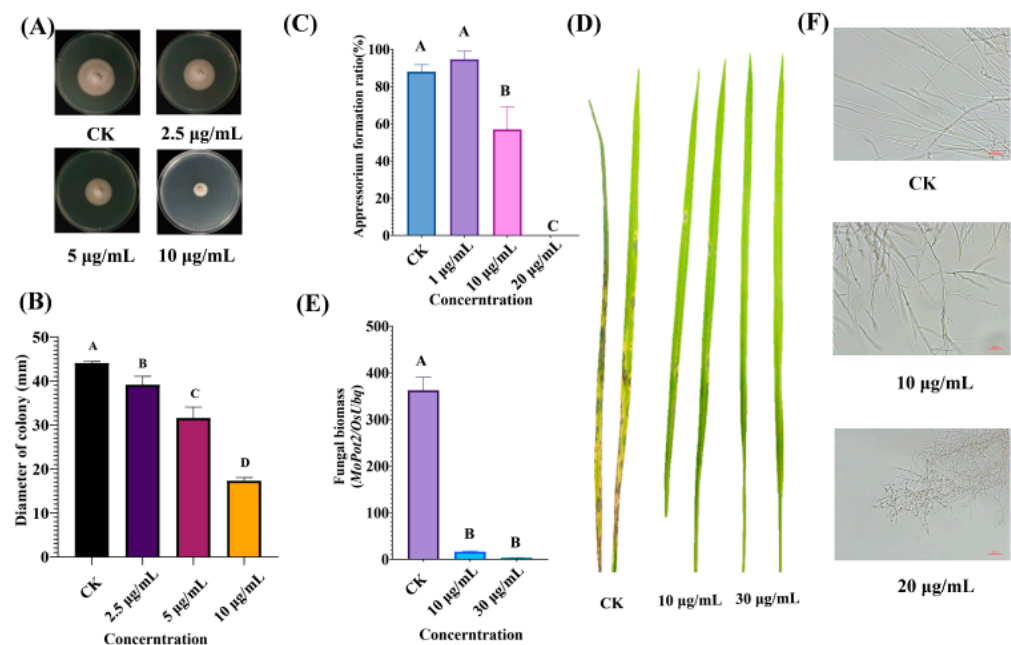 (A)
CK
2.5 μg/mL
5 μg/mL
10 μg/mL
(B)
Diameter of colony (mm)
50
40
30
20
10
0
A
B
C
D
CK
2.5 μg/mL
5 μg/mL
10 μg/mL
Concerntration
(C)
Appressorium formation ratio(%)
100
80
60
40
20
0
A
A
B
C
CK
1 μg/mL
10 μg/mL
20 μg/mL
Concerntration
(D)
CK
10 μg/mL
30 μg/mL
(E)
Fungal biomass
(MoPot2/OsUbq)
500
400
300
200
100
0
A
B
B
CK
10 μg/mL
30 μg/mL
Concerntration
(F)
CK
10 μg/mL
20 μg/mL